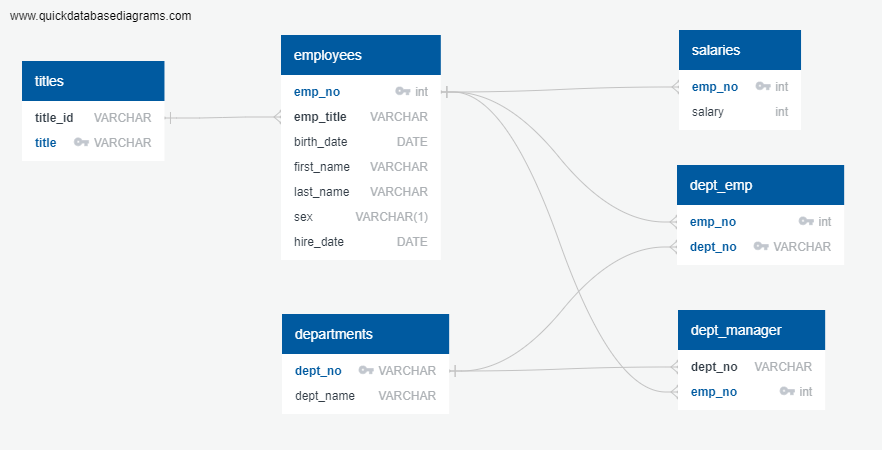 www.quickdatabasediagrams.com
titles
title_id VARCHAR
title VARCHAR
employees
emp_no int
emp_title VARCHAR
birth_date DATE
first_name VARCHAR
last_name VARCHAR
sex VARCHAR(1)
hire_date DATE
departments
dept_no VARCHAR
dept_name VARCHAR
salaries
emp_no int
salary int
dept_emp
emp_no int
dept_no VARCHAR
dept_manager
dept_no VARCHAR
emp_no int